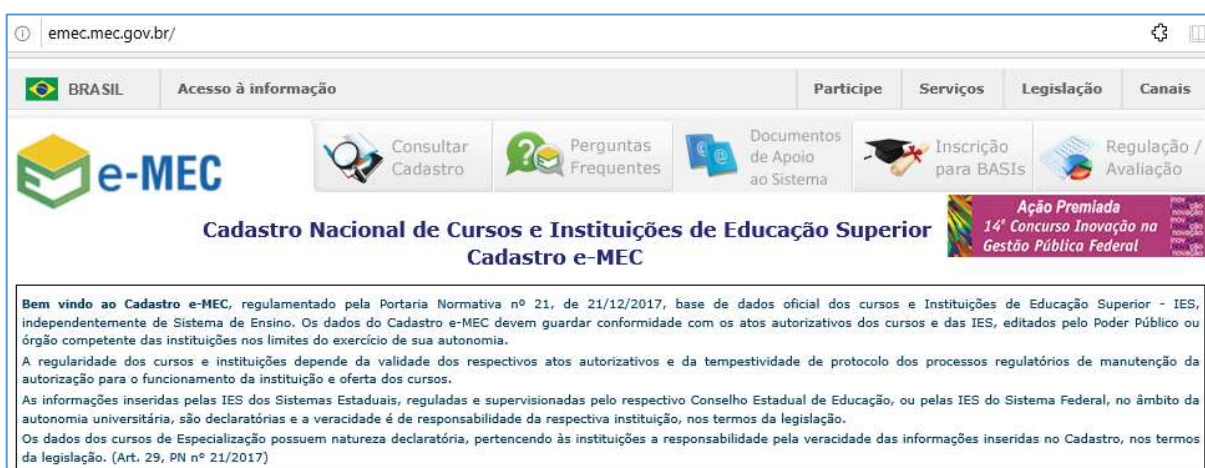 emec.mec.gov.br/
BRASIL Acesso à informação Participe Serviços Legislação Canais
e-MEC
Consultar
Cadastro
Perguntas
Frequentes
Documentos
de Apoio
ao Sistema
Inscrição
para BASIs
Regulação /
Avaliação
Cadastro Nacional de Cursos e Instituições de Educação Superior
Cadastro e-MEC
Ação Premiada
14° Concurso Inovação na
Gestão Pública Federal
Bem vindo ao Cadastro e-MEC, regulamentado pela Portaria Normativa nº 21, de 21/12/2017, base de dados oficial dos cursos e Instituições de Educação Superior - IES,
independentemente de Sistema de Ensino. Os dados do Cadastro e-MEC devem guardar conformidade com os atos autorizativos dos cursos e das IES, editados pelo Poder Público ou
órgão competente das instituições nos limites do exercício de sua autonomia.
A regularidade dos cursos e instituições depende da validade dos respectivos atos autorizativos e da tempestividade de protocolo dos processos regulatórios de manutenção da
autorização para o funcionamento da instituição e oferta dos cursos.
As informações inseridas pelas IES dos Sistemas Estaduais, reguladas e supervisionadas pelo respectivo Conselho Estadual de Educação, ou pelas IES do Sistema Federal, no âmbito da
autonomia universitária, são declaratórias e a veracidade é de responsabilidade da respectiva instituição, nos termos da legislação.
Os dados dos cursos de Especialização possuem natureza declaratória, pertencendo às instituições a responsabilidade pela veracidade das informações inseridas no Cadastro, nos termos
da legislação. (Art. 29, PN nº 21/2017)